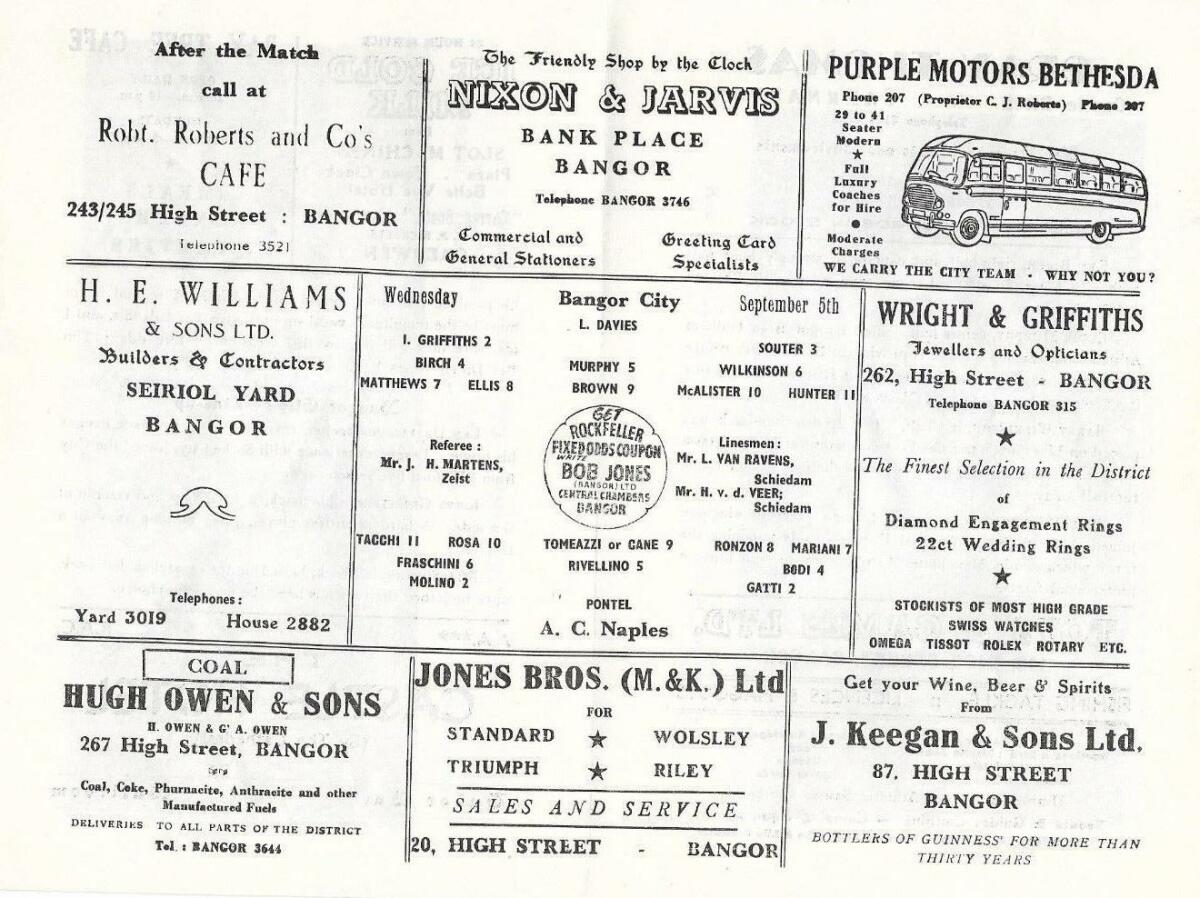 After the Match
call at
Robt. Roberts and Co's
CAFE
243/245 High Street : BANGOR
Telephone 3521
The Friendly Shop by the Clock
NIXON & JARVIS
BANK PLACE
BANGOR
Telephone BANGOR 3746
Commercial and
General Stationers
Greeting Card
Specialists
PURPLE MOTORS BETHESDA
Phone 207 (Proprietor C. J. Roberts) Phone 207
29 to 41
Seater
Modern
★
Full
Luxury
Coaches
for Hire
●
Moderate
Charges
WE CARRY THE CITY TEAM - WHY NOT YOU?
H. E. WILLIAMS
& SONS LTD.
Builders & Contractors
SEIRIOL YARD
BANGOR
Telephones :
Yard 3019 House 2882
Wednesday Bangor City September 5th
L. DAVIES
I. GRIFFITHS 2 SOUTER 3
BIRCH 4 MURPHY 5 WILKINSON 6
MATTHEWS 7 ELLIS 8 BROWN 9 McALISTER 10 HUNTER 11
Referee :
Mr. J. H. MARTENS,
Zeist
GET
ROCKFELLER
FIXEDODDS COUPON
WRITE
BOB JONES
(BANGOR) LTD
CENTRAL CHAMBERS
BANGOR
Linesmen :
Mr. L. VAN RAVENS,
Schiedam
Mr. H. v. d. VEER;
Schiedam
TACCHI 11 ROSA 10 TOMEAZZI or CANE 9 RONZON 8 MARIANI 7
FRASCHINI 6 RIVELLINO 5 BODI 4
MOLINO 2 GATTI 2
PONTEL
A. C. Naples
WRIGHT & GRIFFITHS
Jewellers and Opticians
262, High Street - BANGOR
Telephone BANGOR 315
★
The Finest Selection in the District
of
Diamond Engagement Rings
22ct Wedding Rings
★
STOCKISTS OF MOST HIGH GRADE
SWISS WATCHES
OMEGA TISSOT ROLEX ROTARY ETC.
COAL
HUGH OWEN & SONS
H. OWEN & G. A. OWEN
267 High Street, BANGOR
Coal, Coke, Phurnacite, Anthracite and other
Manufactured Fuels
DELIVERIES TO ALL PARTS OF THE DISTRICT
Tel : BANGOR 3644
JONES BROS. (M.&K.) Ltd
FOR
STANDARD ★ WOLSLEY
TRIUMPH ★ RILEY
SALES AND SERVICE
20, HIGH STREET - BANGOR
Get your Wine, Beer & Spirits
From
J. Keegan & Sons Ltd.
87. HIGH STREET
BANGOR
BOTTLERS OF GUINNESS' FOR MORE THAN
THIRTY YEARS